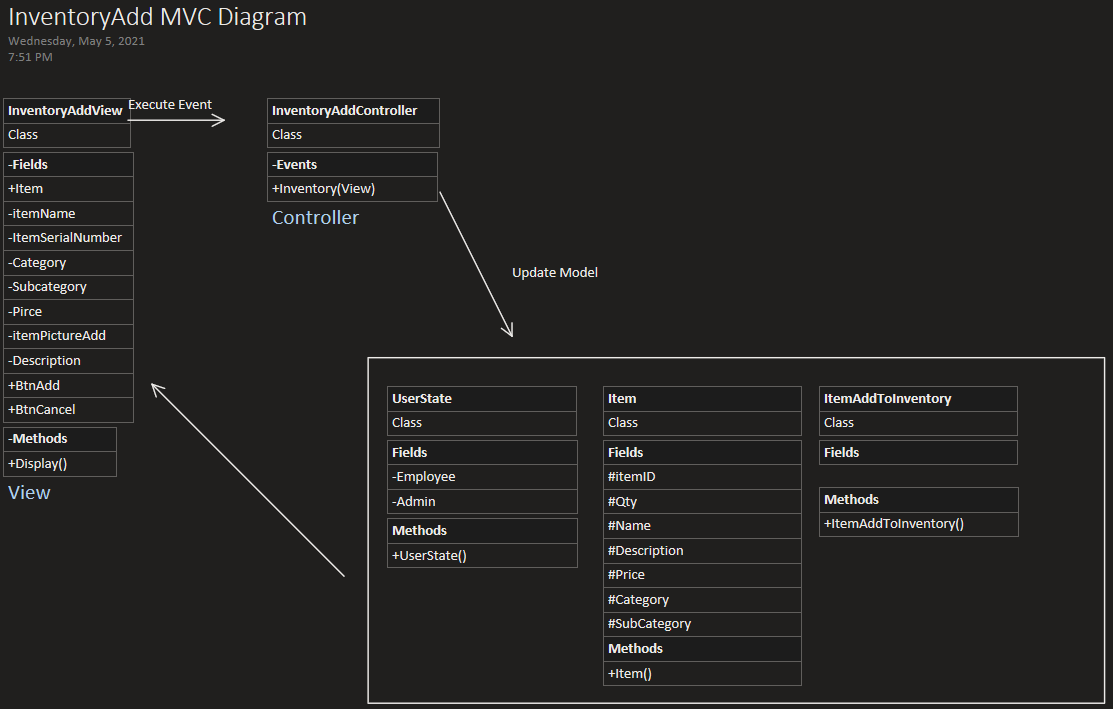 InventoryAdd MVC Diagram
Wednesday, May 5, 2021
7:51 PM
InventoryAddView
Class
-Fields
+Item
-itemName
-ItemSerialNumber
-Category
-Subcategory
-Pirce
-itemPictureAdd
-Description
+BtnAdd
+BtnCancel
-Methods
+Display()
View
Execute Event
InventoryAddController
Class
-Events
+Inventory(View)
Controller
Update Model
UserState
Class
Fields
-Employee
-Admin
Methods
+UserState()
Item
Class
Fields
#itemID
#Qty
#Name
#Description
#Price
#Category
#SubCategory
Methods
+Item()
ItemAddToInventory
Class
Fields
Methods
+ItemAddToInventory()